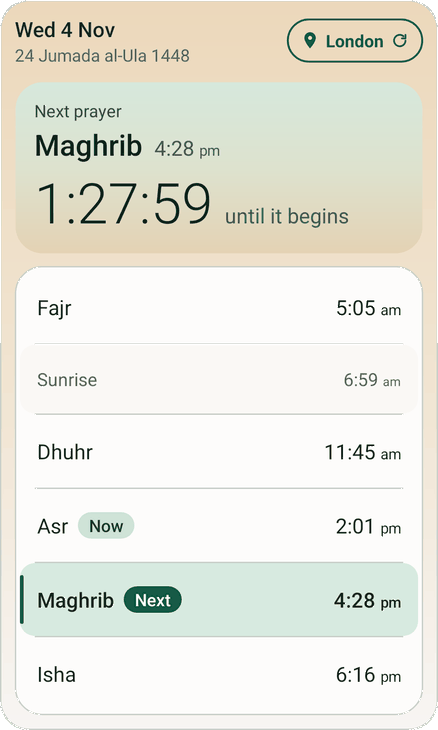 Wed 4 Nov
24 Jumada al-Ula 1448
London
Next prayer
Maghrib 4:28 pm
1:27:59 until it begins
Fajr 5:05 am
Sunrise 6:59 am
Dhuhr 11:45 am
Asr Now 2:01 pm
Maghrib Next 4:28 pm
Isha 6:16 pm